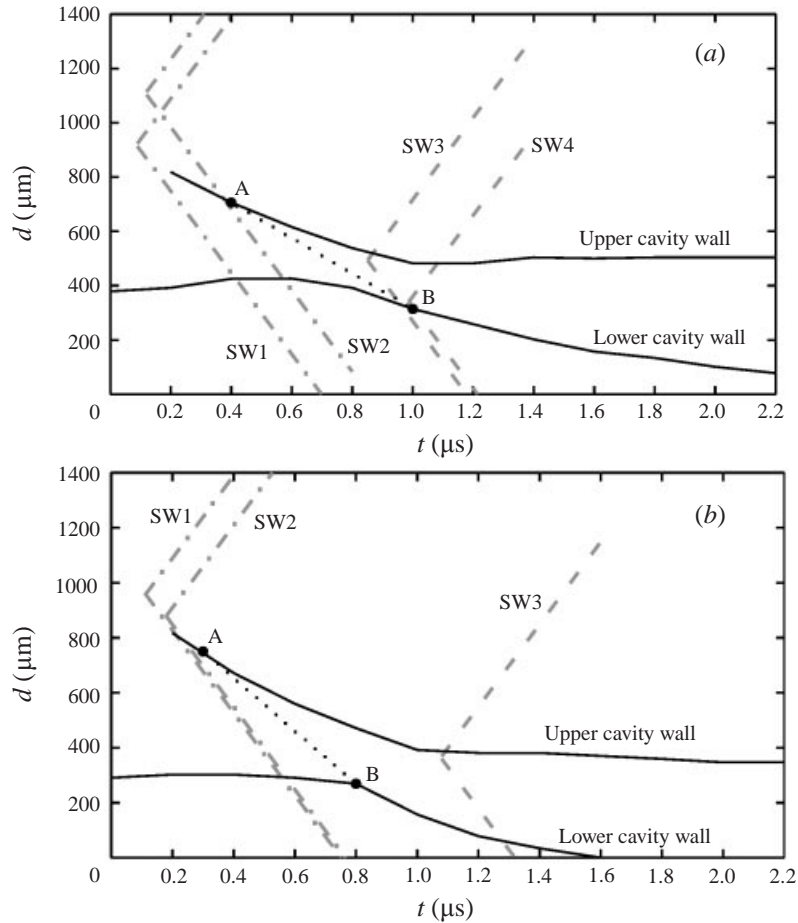 1400
(a)
1200
1000
SW3
SW4
800
A
d (μm)
600
Upper cavity wall
400
B
Lower cavity wall
200
SW1
SW2
0
0.2 0.4 0.6 0.8 1.0 1.2 1.4 1.6 1.8 2.0 2.2
t (μs)
1400
SW1
SW2
(b)
1200
1000
SW3
800
A
d (μm)
600
400
Upper cavity wall
B
200
Lower cavity wall
0
0.2 0.4 0.6 0.8 1.0 1.2 1.4 1.6 1.8 2.0 2.2
t (μs)